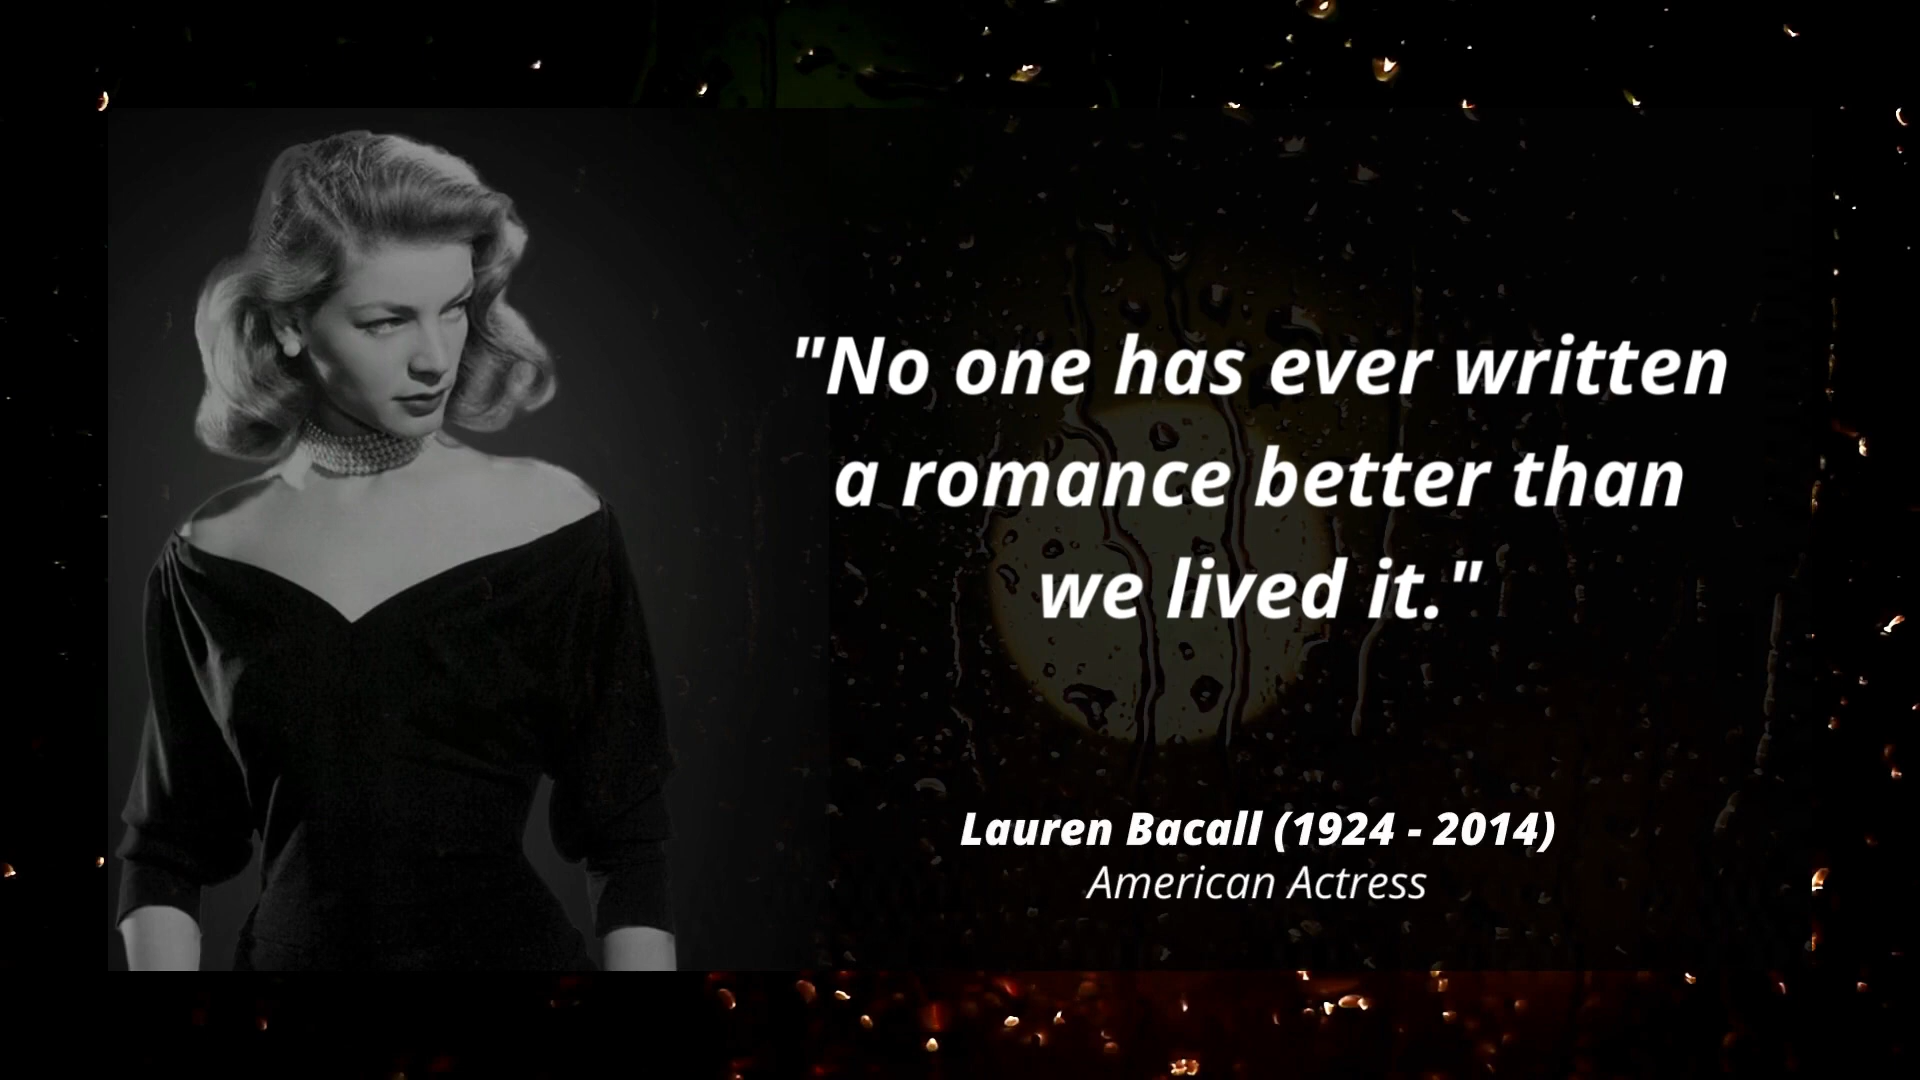 "No one has ever written
a romance better than
we lived it."
Lauren Bacall (1924 - 2014)
American Actress